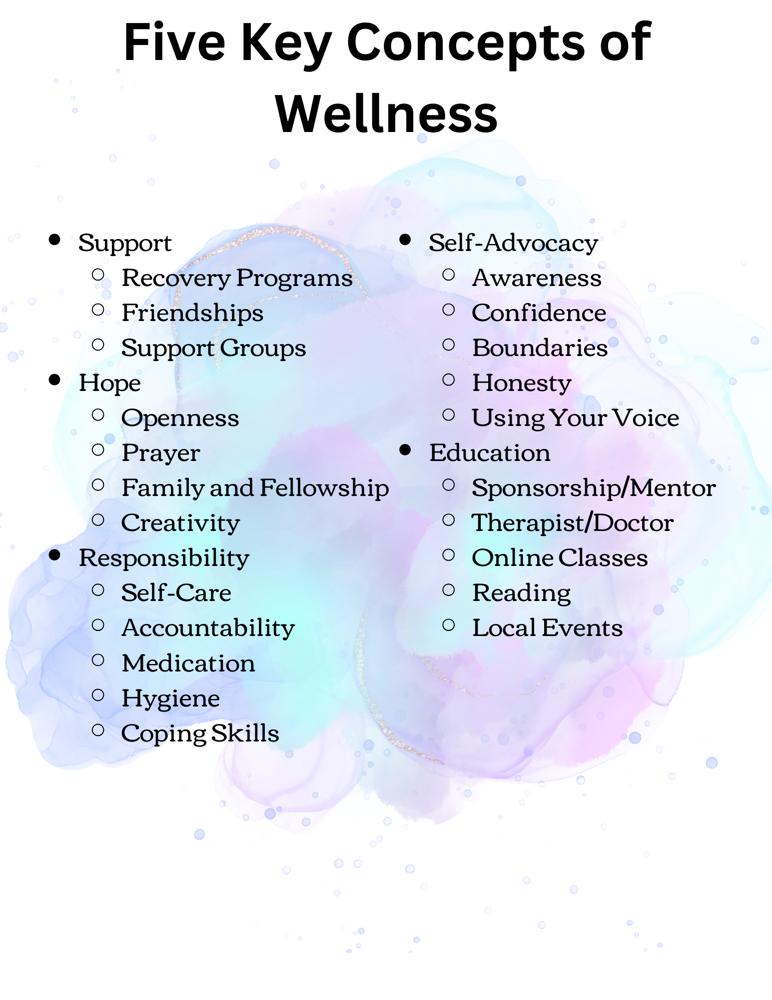 Five Key Concepts of
Wellness
● Support
○ Recovery Programs
○ Friendships
○ Support Groups
● Hope
○ Openness
○ Prayer
○ Family and Fellowship
○ Creativity
● Responsibility
○ Self-Care
○ Accountability
○ Medication
○ Hygiene
○ Coping Skills
● Self-Advocacy
○ Awareness
○ Confidence
○ Boundaries
○ Honesty
○ Using Your Voice
● Education
○ Sponsorship/Mentor
○ Therapist/Doctor
○ Online Classes
○ Reading
○ Local Events